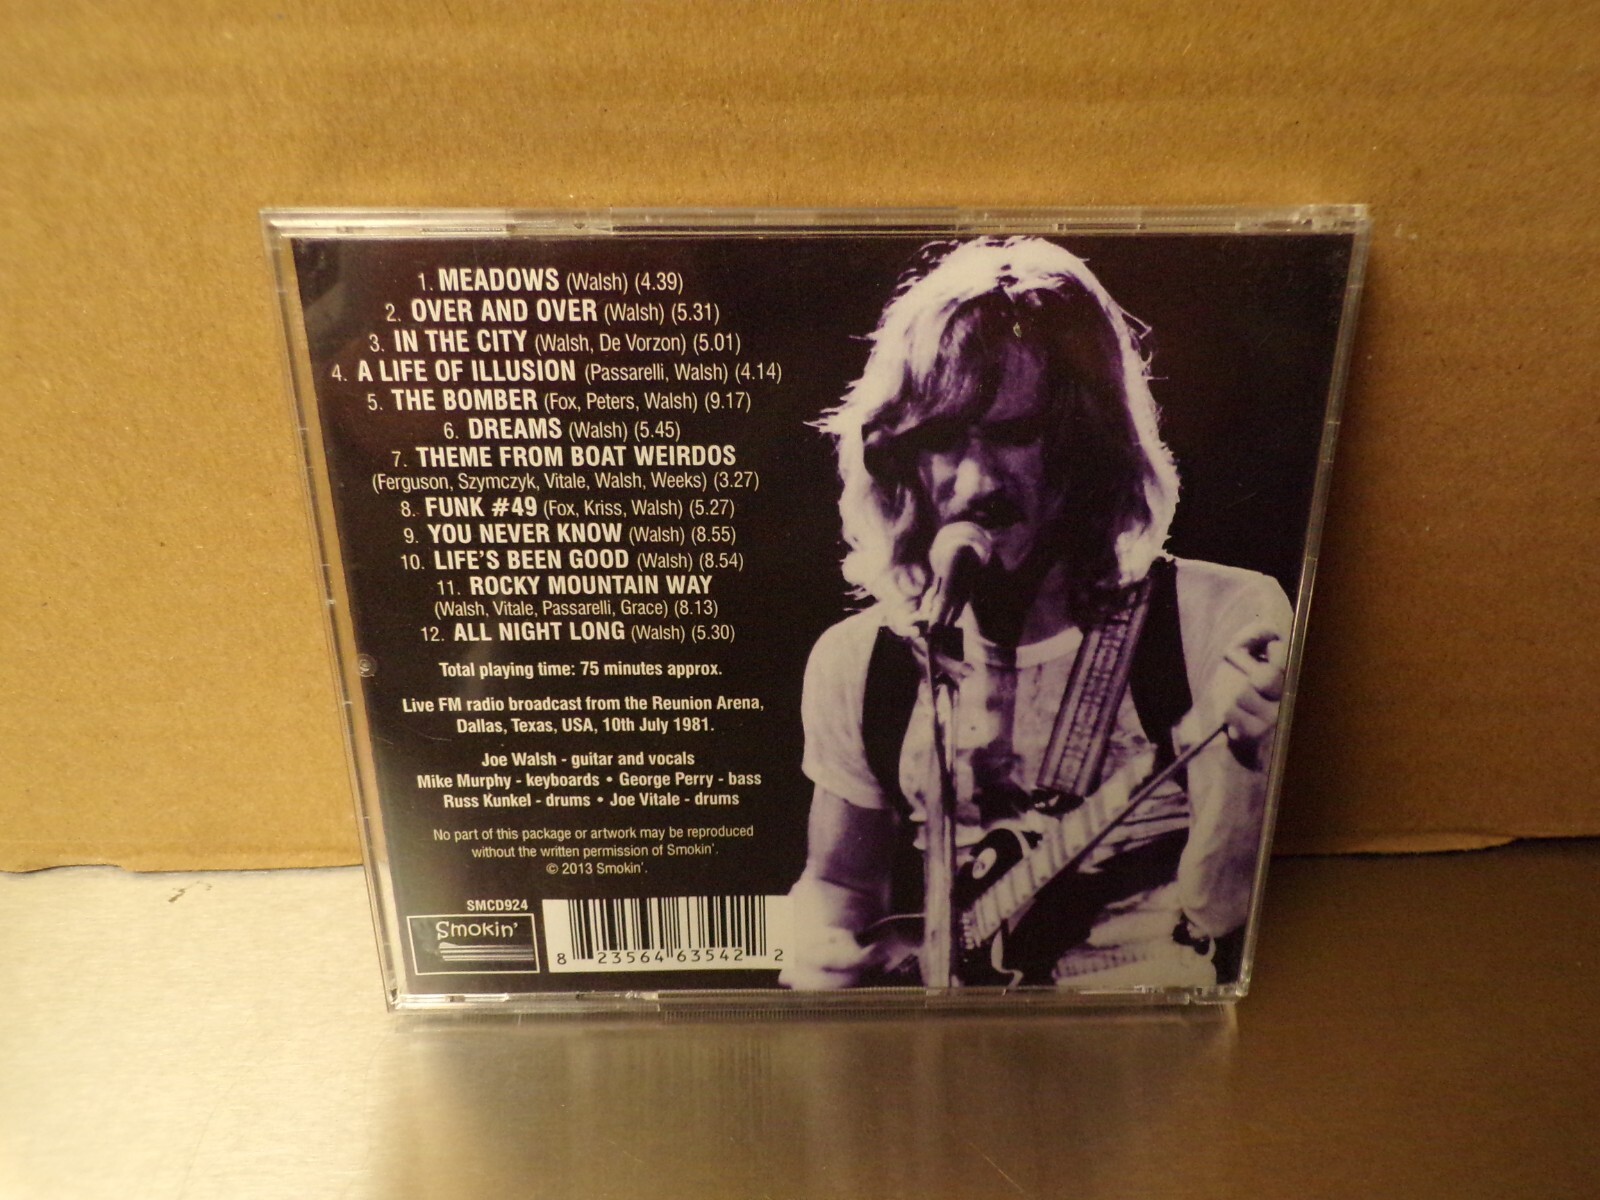 1. MEADOWS (Walsh) (4.39)
2. OVER AND OVER (Walsh) (5.31)
3. IN THE CITY (Walsh, De Vorzon) (5.01)
4. A LIFE OF ILLUSION (Passarelli, Walsh) (4.14)
5. THE BOMBER (Fox, Peters, Walsh) (9.17)
6. DREAMS (Walsh) (5.45)
7. THEME FROM BOAT WEIRDOS
(Ferguson, Szymczyk, Vitale, Walsh, Weeks) (3.27)
8. FUNK #49 (Fox, Kriss, Walsh) (5.27)
9. YOU NEVER KNOW (Walsh) (8.55)
10. LIFE'S BEEN GOOD (Walsh) (8.54)
11. ROCKY MOUNTAIN WAY
(Walsh, Vitale, Passarelli, Grace) (8.13)
12. ALL NIGHT LONG (Walsh) (5.30)
Total playing time: 75 minutes approx.
Live FM radio broadcast from the Reunion Arena,
Dallas, Texas, USA, 10th July 1981.
Joe Walsh - guitar and vocals
Mike Murphy - keyboards • George Perry - bass
Russ Kunkel - drums • Joe Vitale - drums
No part of this package or artwork may be reproduced
without the written permission of Smokin'.
© 2013 Smokin'.
SMCD924
Smokin'
8 23564 63542 2